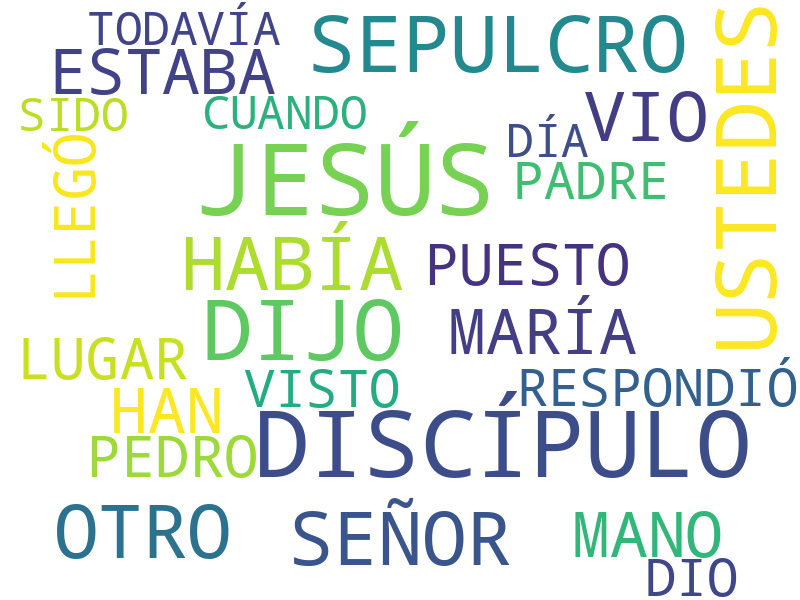 TODAVÍA
SEPULCRO
USTEDES
ESTABA
SIDO
CUANDO
VIO
DÍA
LLEGÓ
JESÚS
PADRE
HABÍA
PUESTO
DIJO
MARÍA
LUGAR
VISTO
RESPONDIÓ
HAN
DISCÍPULO
PEDRO
OTRO
SEÑOR
MANO
DIO